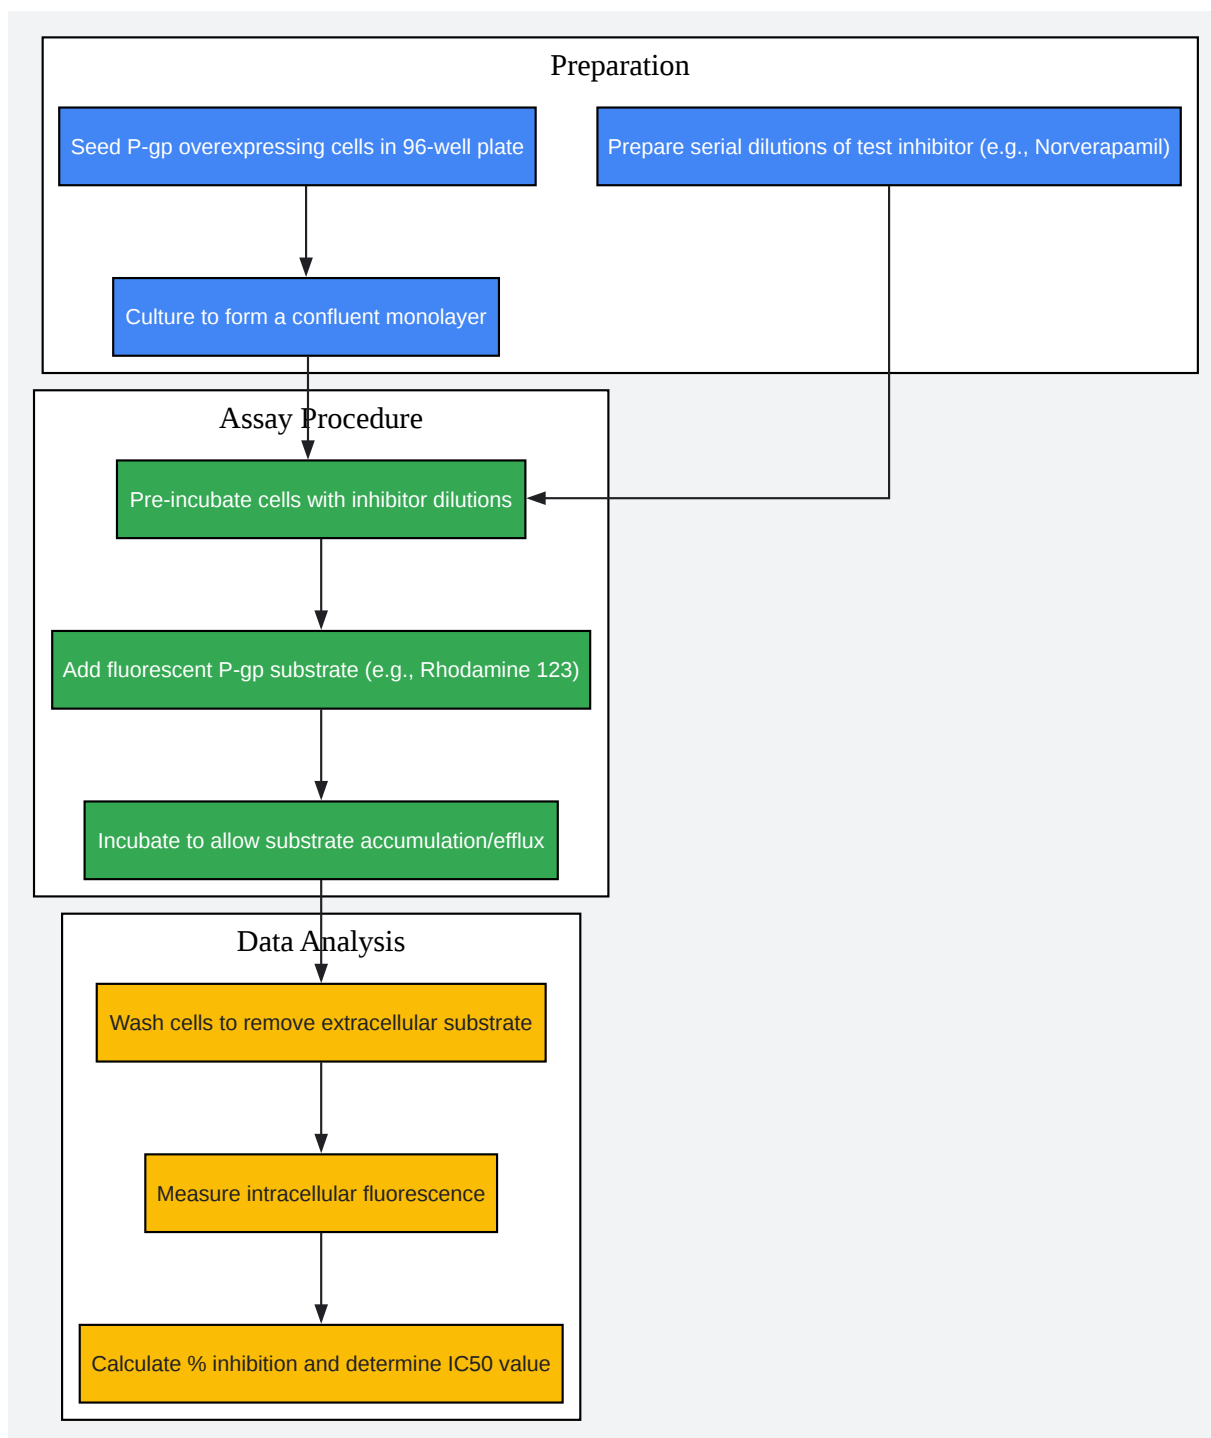 Preparation
Seed P-gp overexpressing cells in 96-well plate
Prepare serial dilutions of test inhibitor (e.g., Norverapamil)
Culture to form a confluent monolayer
Assay Procedure
Pre-incubate cells with inhibitor dilutions
Add fluorescent P-gp substrate (e.g., Rhodamine 123)
Incubate to allow substrate accumulation/efflux
Data Analysis
Wash cells to remove extracellular substrate
Measure intracellular fluorescence
Calculate % inhibition and determine IC50 value